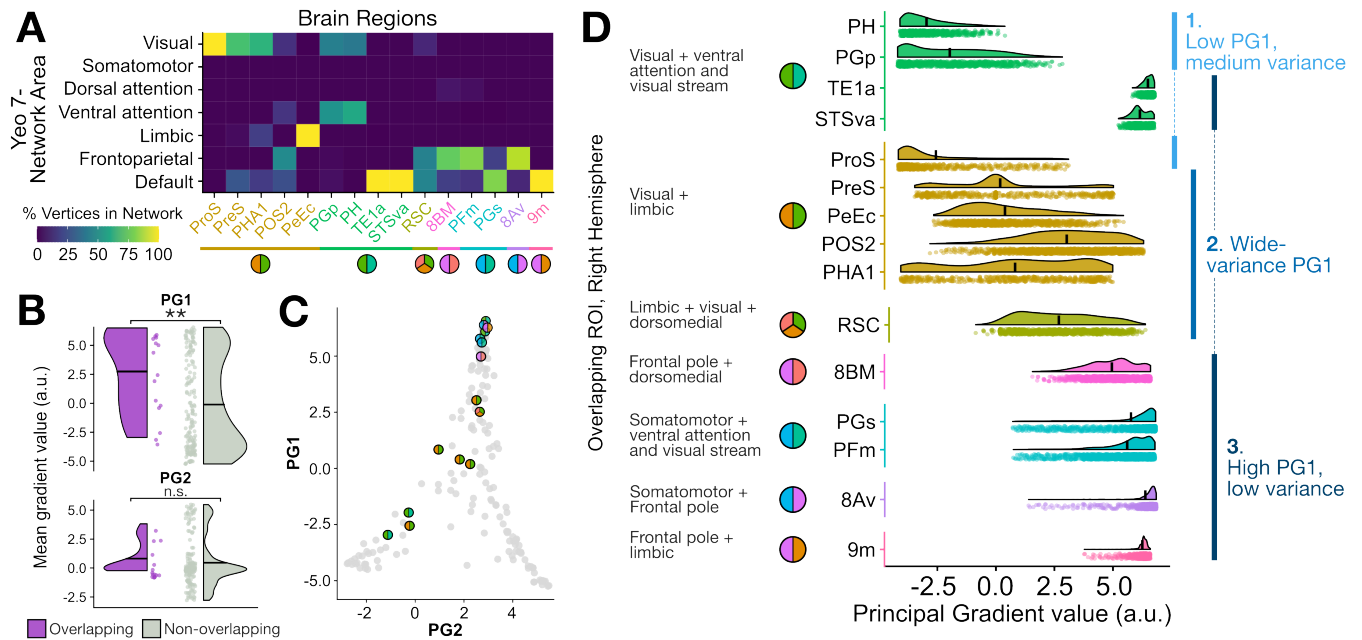 A
Brain Regions
Yeo7-
Network Area
Visual
Somatomotor
Dorsal attention
Ventral attention
Limbic
Frontoparietal
Default
ProS
PreS
PHA1
POS2
PeEc
PGp
PH
TE1a
STSva
RSC
8BM
PFm
PGs
8Av
9m
% Vertices in Network
0 25 50 75 100
B
PG1
**
Mean gradient value (a.u.)
5.0
2.5
0.0
-2.5
-5.0
PG2
n.s.
5.0
2.5
0.0
-2.5
Overlapping
Non-overlapping
C
PG1
5.0
2.5
0.0
-2.5
-5.0
-2 0 2 4
PG2
D
Overlapping ROI, Right Hemisphere
Visual + ventral
attention and
visual stream
Visual +
limbic
Limbic + visual +
dorsomedial
Frontal pole +
dorsomedial
Somatomotor +
ventral attention
and visual stream
Somatomotor +
Frontal pole
Frontal pole +
limbic
PH
PGp
TE1a
STSva
ProS
PreS
PeEc
POS2
PHA1
RSC
8BM
PGs
PFm
8Av
9m
-2.5 0.0 2.5 5.0
Principal Gradient value (a.u.)
1.
Low PG1,
medium variance
2. Wide-
variance PG1
3.
High PG1,
low variance